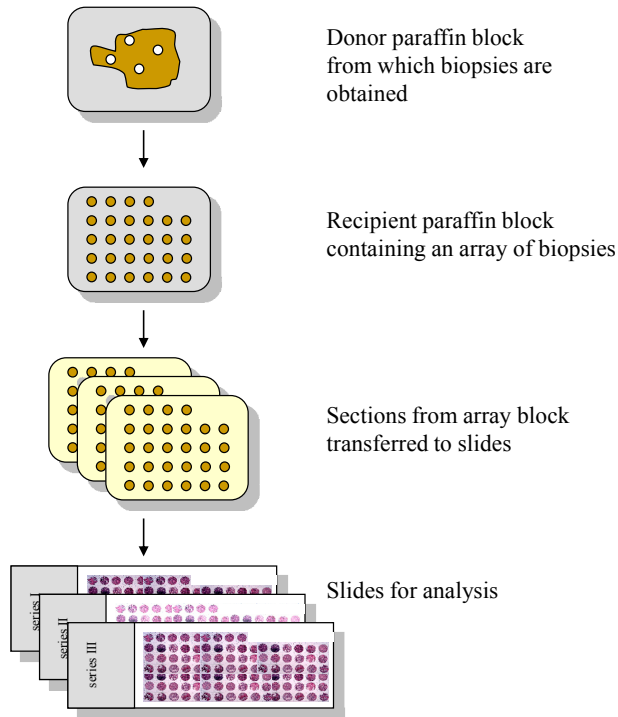 Donor paraffin block
from which biopsies are
obtained
Recipient paraffin block
containing an array of biopsies
Sections from array block
transferred to slides
Slides for analysis
series I
series II
series III